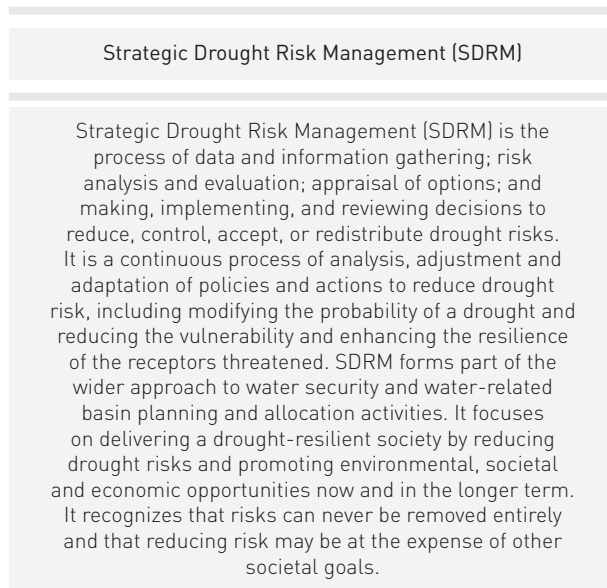 Strategic Drought Risk Management (SDRM)
Strategic Drought Risk Management (SDRM) is the
process of data and information gathering; risk
analysis and evaluation; appraisal of options; and
making, implementing, and reviewing decisions to
reduce, control, accept, or redistribute drought risks.
It is a continuous process of analysis, adjustment and
adaptation of policies and actions to reduce drought
risk, including modifying the probability of a drought and
reducing the vulnerability and enhancing the resilience
of the receptors threatened. SDRM forms part of the
wider approach to water security and water-related
basin planning and allocation activities. It focuses
on delivering a drought-resilient society by reducing
drought risks and promoting environmental, societal
and economic opportunities now and in the longer term.
It recognizes that risks can never be removed entirely
and that reducing risk may be at the expense of other
societal goals.